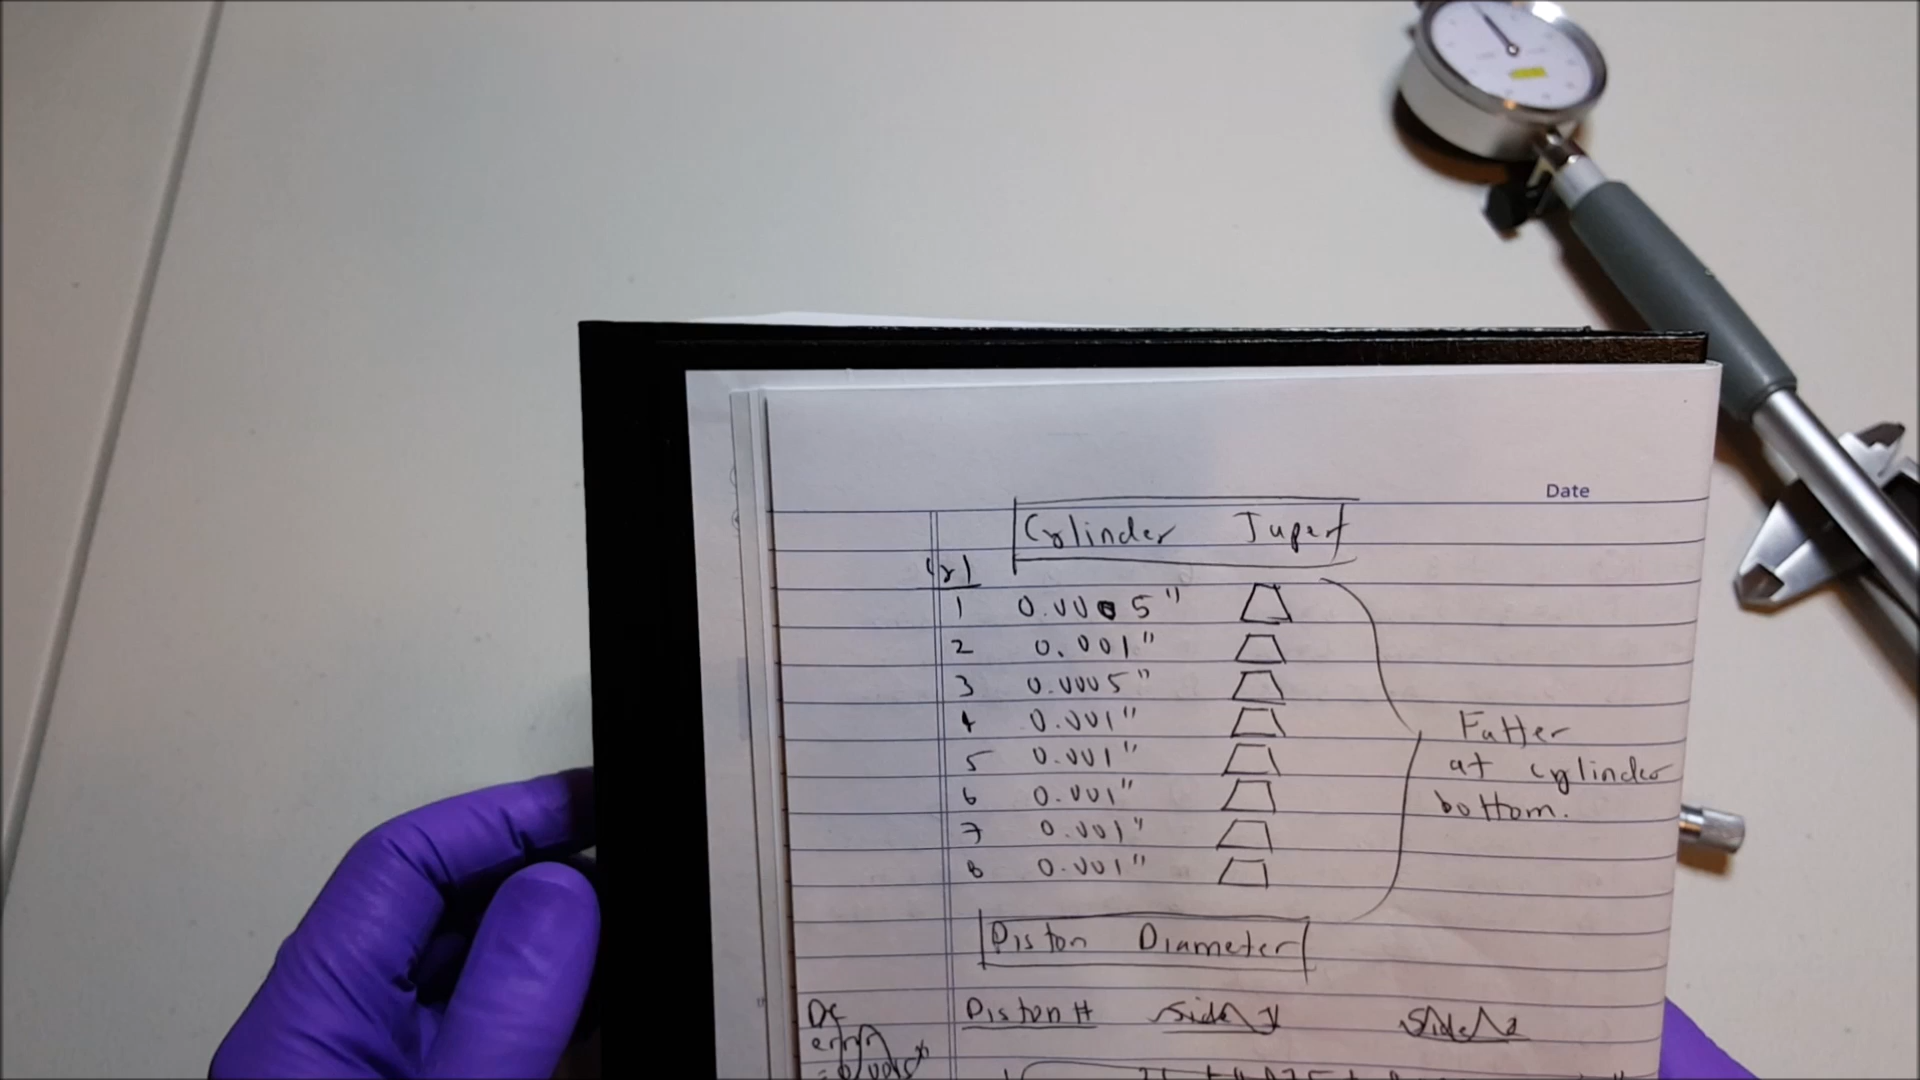 Date
Cylinder Taper
Cyl
1 0.0005"
2 0.001"
3 0.0005"
4 0.001"
5 0.001"
6 0.001"
7 0.001"
8 0.001"
Fatter
at cylinder
bottom.
Piston Diameter
Piston # Side 1 Side 2